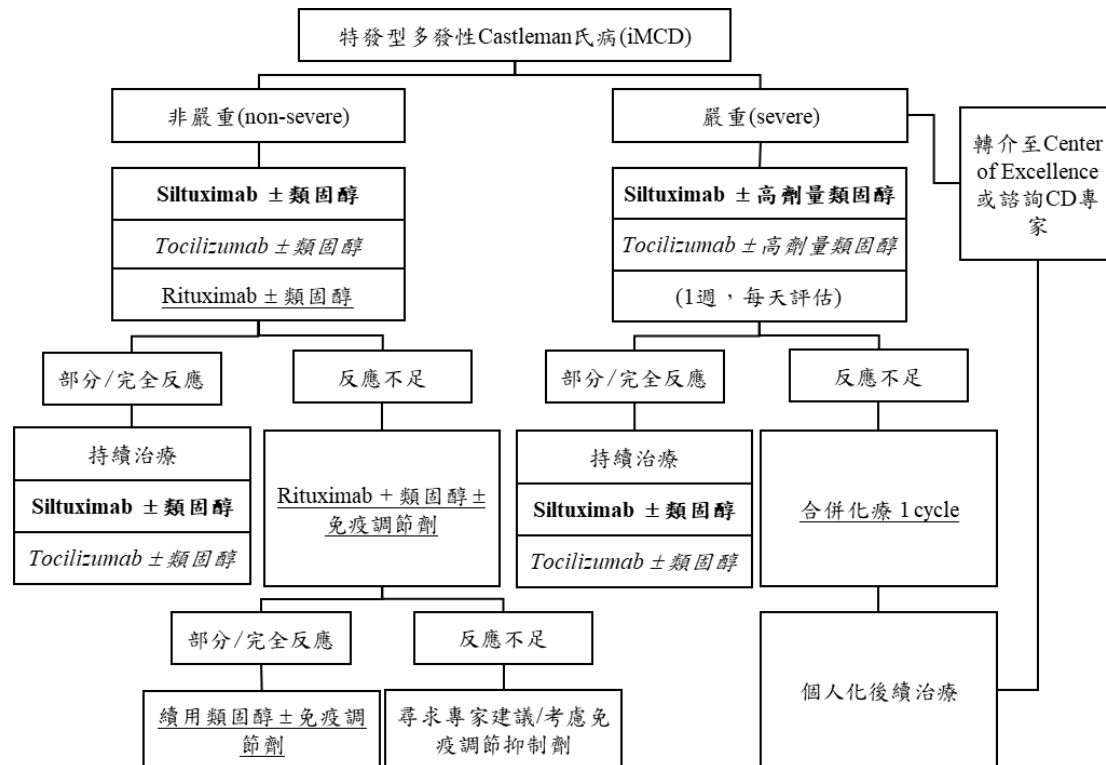 特發型多發性Castleman氏病(iMCD)
非嚴重(non-severe)
嚴重(severe)
轉介至Center
of Excellence
或諮詢CD專
家
Siltuximab ±類固醇
Tocilizumab ±類固醇
Rituximab ±類固醇
Siltuximab ±高劑量類固醇
Tocilizumab ±高劑量類固醇
(1週,每天評估)
部分/完全反應
反應不足
部分/完全反應
反應不足
持續治療
Siltuximab ±類固醇
Tocilizumab ±類固醇
Rituximab + 類固醇±
免疫調節劑
持續治療
Siltuximab ±類固醇
Tocilizumab ±類固醇
合併化療 1 cycle
部分/完全反應
反應不足
續用類固醇±免疫調
節劑
尋求專家建議/考慮免
疫調節抑制劑
個人化後續治療